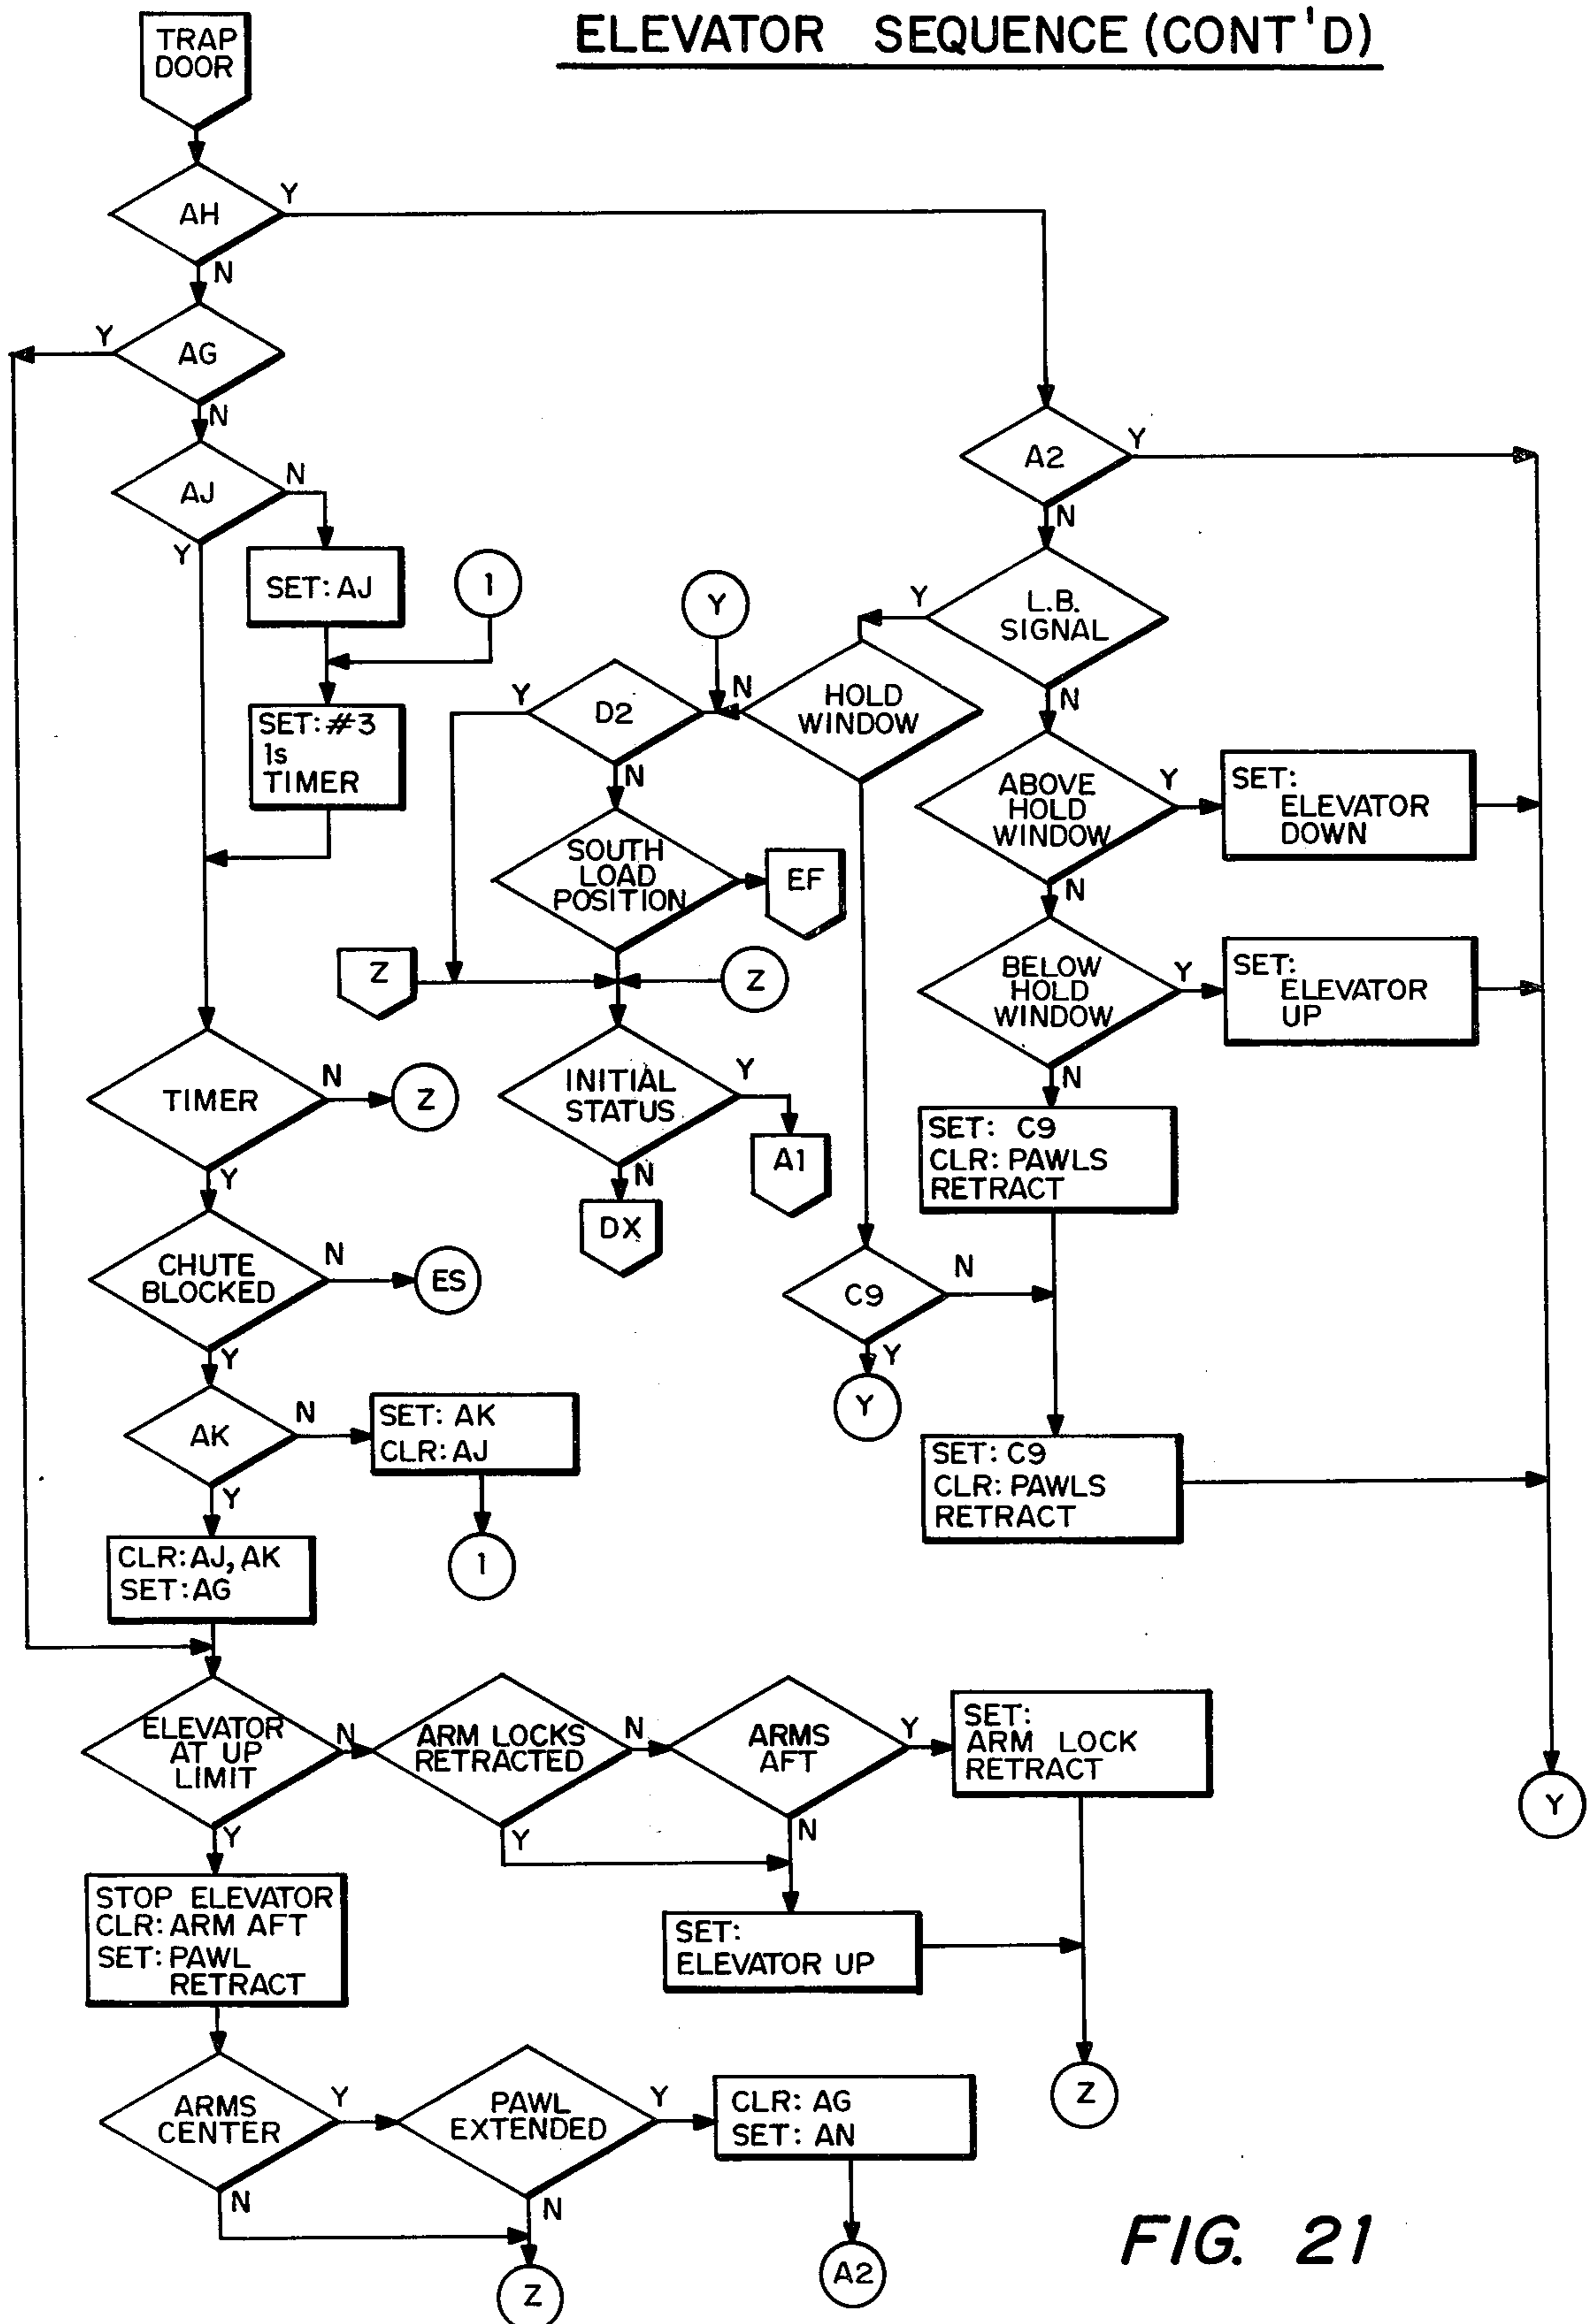 ELEVATOR SEQUENCE (CONT'D)
TRAP
DOOR
AH
Y
N
AG
Y
N
AJ
N
Y
SET: AJ
1
SET: #3
1s
TIMER
TIMER
N
Z
Y
CHUTE
BLOCKED
N
ES
Y
AK
N
SET: AK
CLR: AJ
1
Y
CLR: AJ, AK
SET: AG
A2
Y
N
L.B.
SIGNAL
Y
N
HOLD
WINDOW
N
Y
D2
Y
N
SOUTH
LOAD
POSITION
EF
Z
Z
INITIAL
STATUS
Y
A1
N
DX
ABOVE
HOLD
WINDOW
Y
SET:
ELEVATOR
DOWN
N
BELOW
HOLD
WINDOW
Y
SET:
ELEVATOR
UP
N
SET: C9
CLR: PAWLS
RETRACT
C9
N
Y
Y
SET: C9
CLR: PAWLS
RETRACT
Y
ELEVATOR
AT UP
LIMIT
N
ARM LOCKS
RETRACTED
N
ARMS
AFT
Y
SET:
ARM LOCK
RETRACT
Y
Y
N
STOP ELEVATOR
CLR: ARM AFT
SET: PAWL
RETRACT
SET:
ELEVATOR UP
Z
ARMS
CENTER
Y
PAWL
EXTENDED
Y
CLR: AG
SET: AN
N
N
Z
A2
FIG. 21